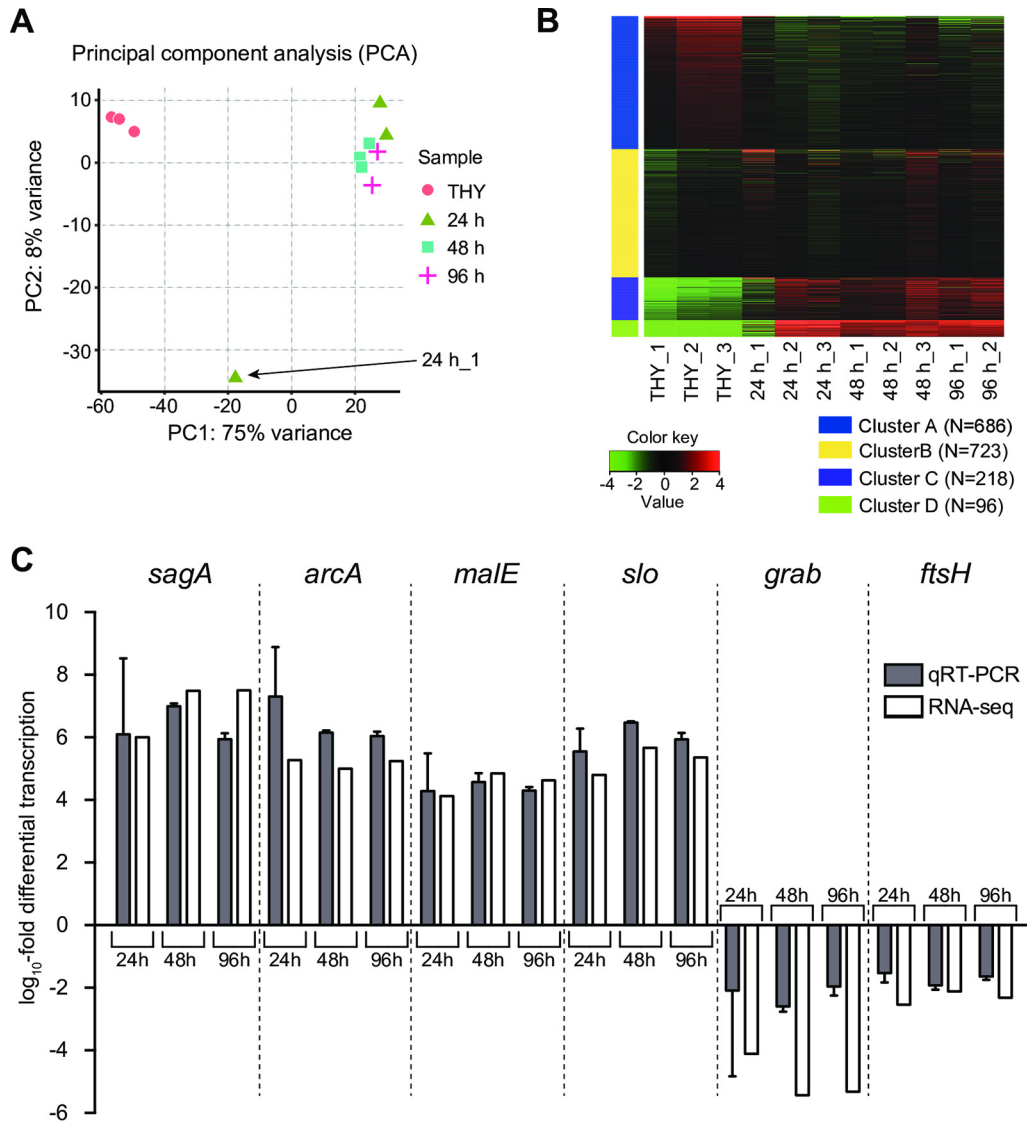 A
Principal component analysis (PCA)
10
0
-10
-20
-30
PC2: 8% variance
-60
-40
-20
0
20
PC1: 75% variance
24 h_1
Sample
THY
24 h
48 h
96 h
B
THY_1
THY_2
THY_3
24 h_1
24 h_2
24 h_3
48 h_1
48 h_2
48 h_3
96 h_1
96 h_2
Color key
-4 -2 0 2 4
Value
Cluster A (N=686)
ClusterB (N=723)
Cluster C (N=218)
Cluster D (N=96)
C
sagA arcA malE slo grab ftsH
log₁₀-fold differential transcription
10
8
6
4
2
0
-2
-4
-6
qRT-PCR
RNA-seq
24h 48h 96h 24h 48h 96h
24h 48h 96h 24h 48h 96h 24h 48h 96h 24h 48h 96h